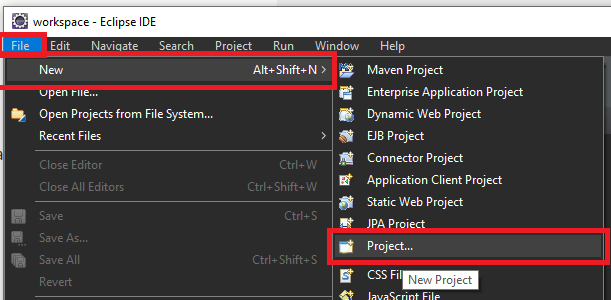 workspace - Eclipse IDE
File Edit Navigate Search Project Run Window Help
New Alt+Shift+N >
Open File...
Open Projects from File System...
Recent Files >
Close Editor Ctrl+W
Close All Editors Ctrl+Shift+W
Save Ctrl+S
Save As...
Save All Ctrl+Shift+S
Revert
Maven Project
Enterprise Application Project
Dynamic Web Project
EJB Project
Connector Project
Application Client Project
Static Web Project
JPA Project
Project...
CSS Fil
New Project
JavaScript File